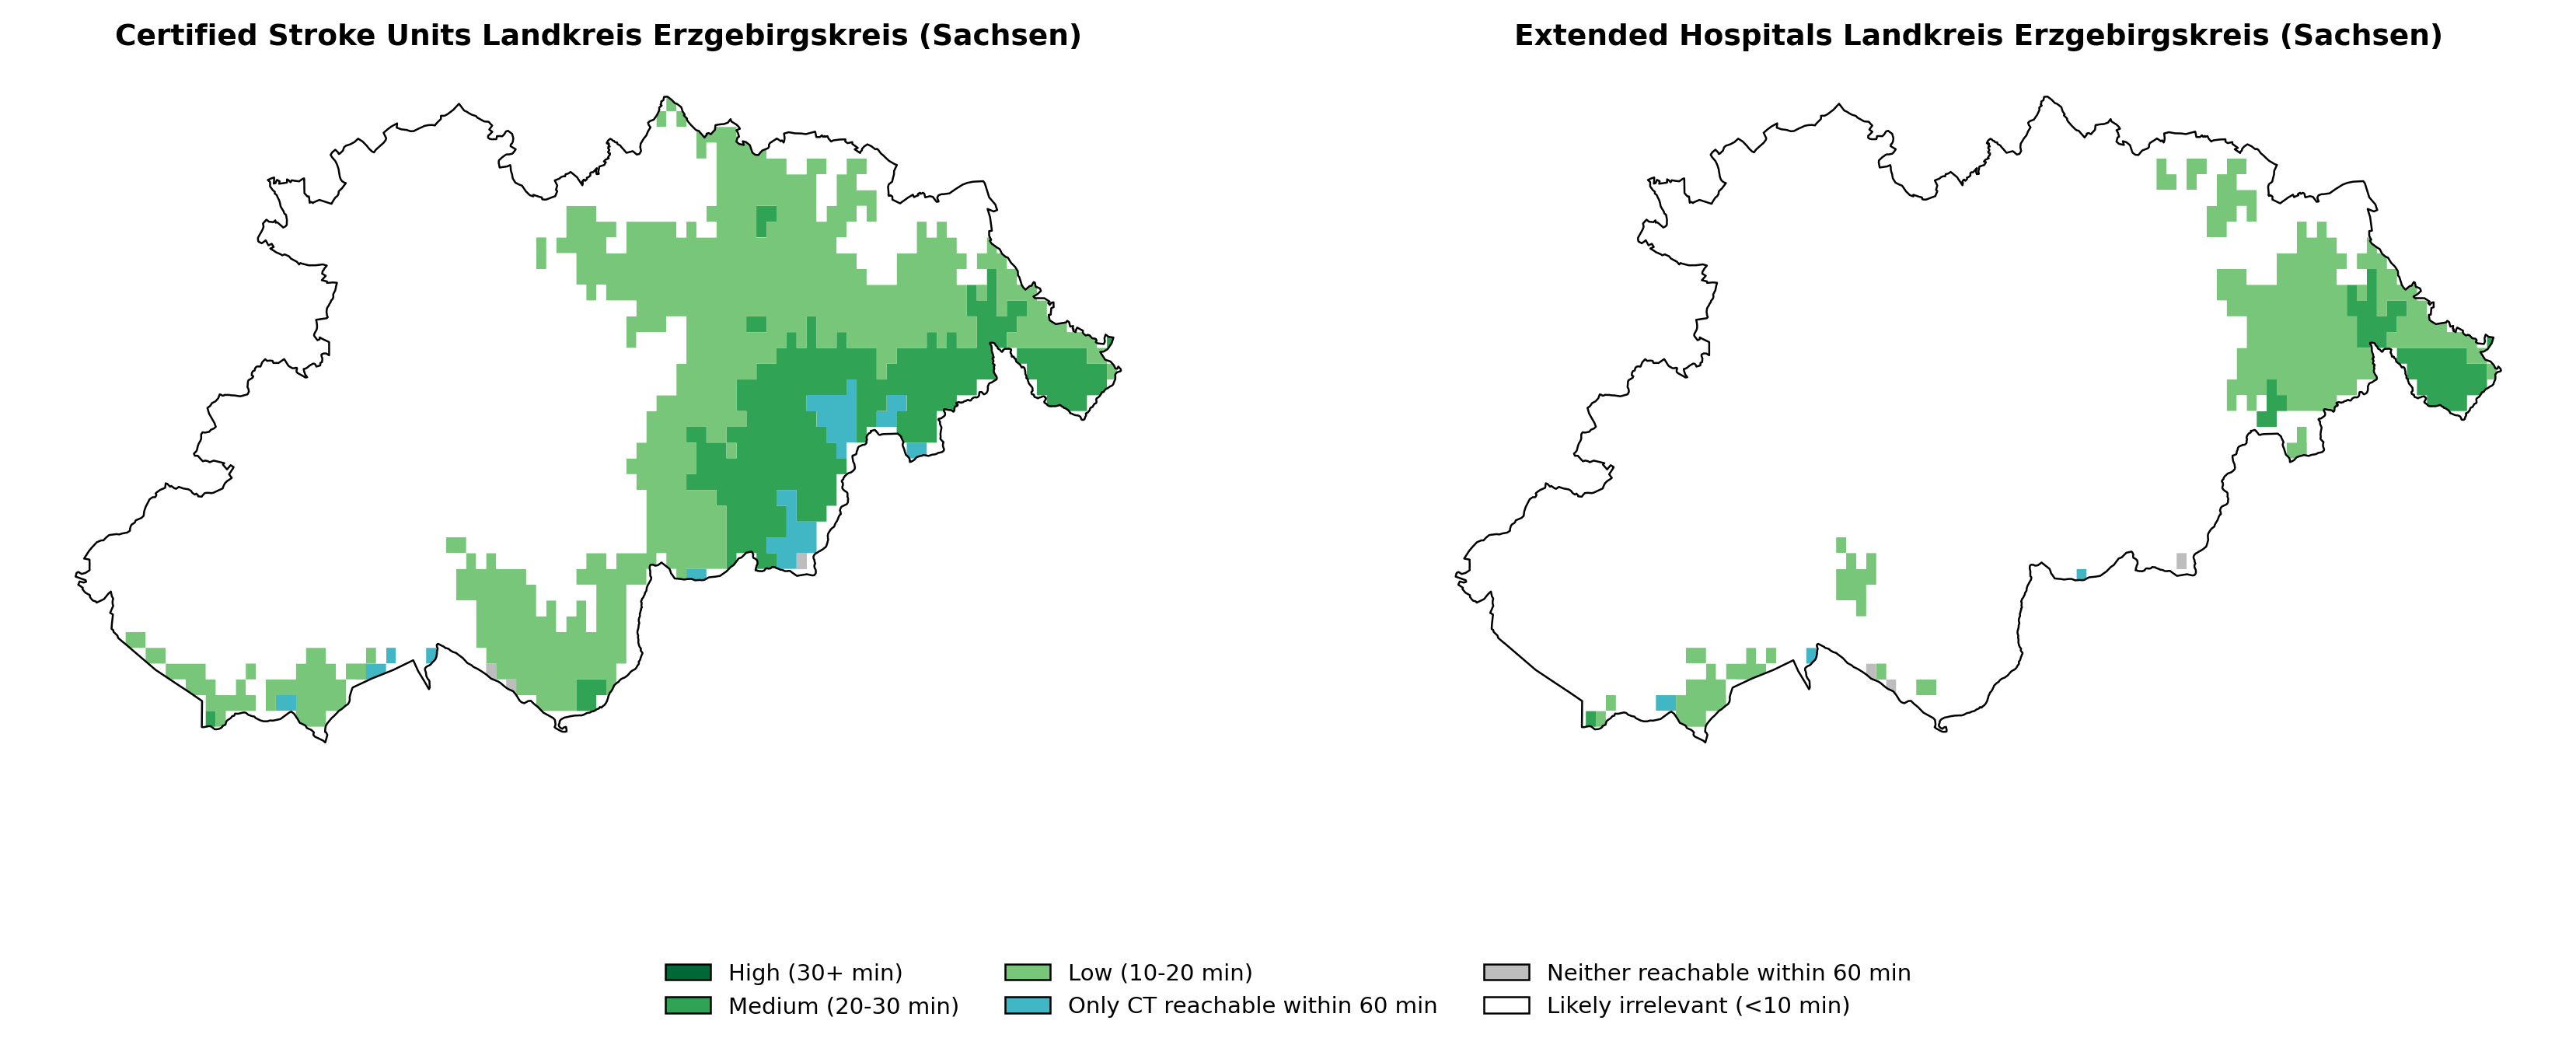 Certified Stroke Units Landkreis Erzgebirgskreis (Sachsen)
Extended Hospitals Landkreis Erzgebirgskreis (Sachsen)
High (30+ min)
Medium (20-30 min)
Low (10-20 min)
Only CT reachable within 60 min
Neither reachable within 60 min
Likely irrelevant (<10 min)